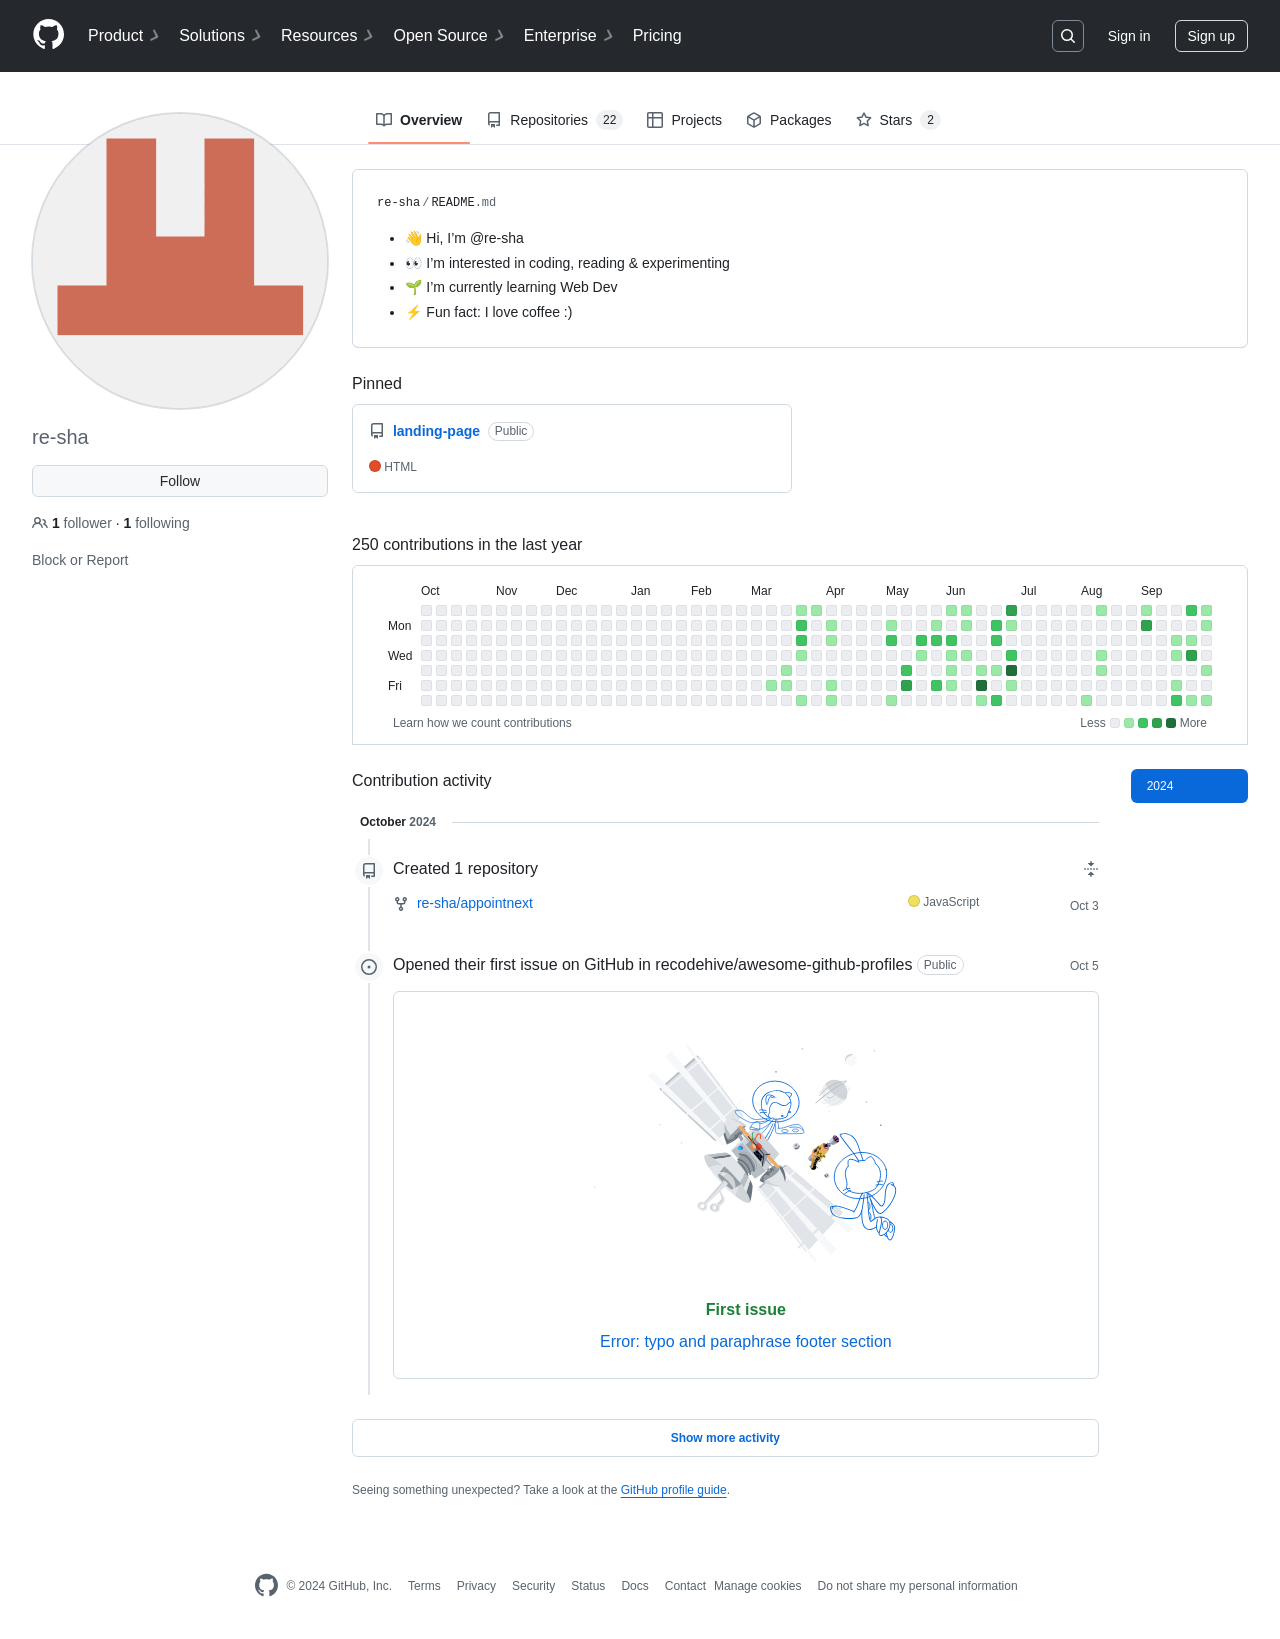 Product Solutions Resources Open Source Enterprise Pricing Sign in Sign up
Overview Repositories 22 Projects Packages Stars 2
re-sha
Follow
1 follower · 1 following
Block or Report
re-sha/README.md
👋 Hi, I’m @re-sha
👀 I’m interested in coding, reading & experimenting
🌱 I’m currently learning Web Dev
⚡ Fun fact: I love coffee :)
Pinned
landing-page Public
HTML
250 contributions in the last year
Oct Nov Dec Jan Feb Mar Apr May Jun Jul Aug Sep
Mon
Wed
Fri
Learn how we count contributions Less More
Contribution activity 2024
October 2024
Created 1 repository
re-sha/appointnext JavaScript Oct 3
Opened their first issue on GitHub in recodehive/awesome-github-profiles Public Oct 5
First issue
Error: typo and paraphrase footer section
Show more activity
Seeing something unexpected? Take a look at the GitHub profile guide.
© 2024 GitHub, Inc. Terms Privacy Security Status Docs Contact Manage cookies Do not share my personal information